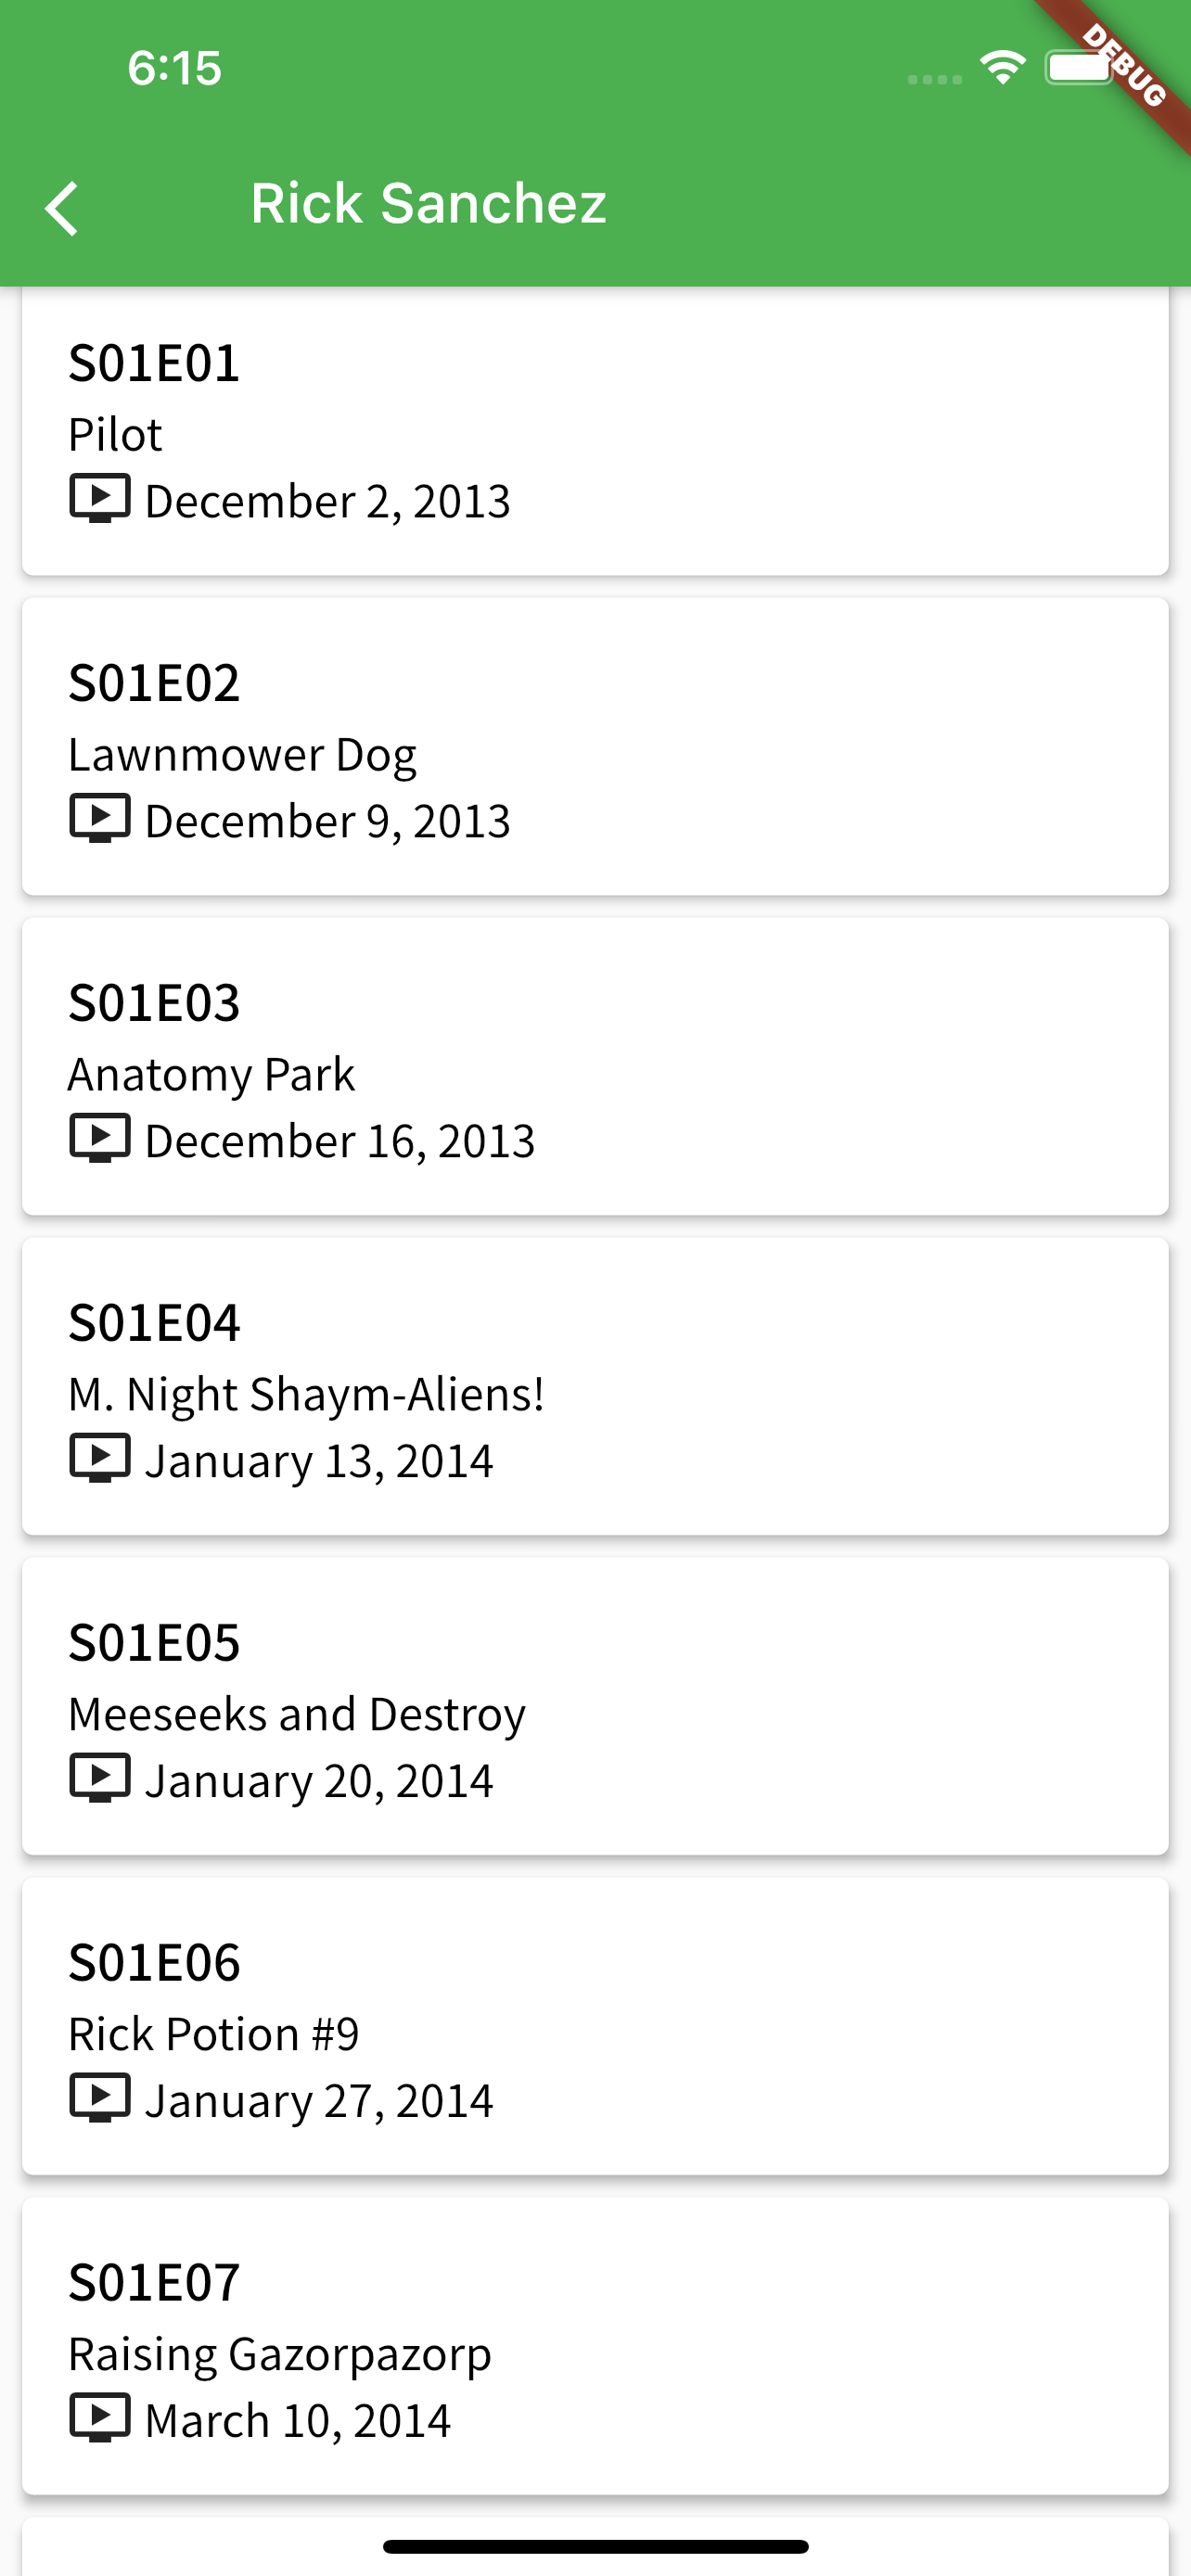 6:15
DEBUG
Rick Sanchez
S01E01
Pilot
December 2, 2013
S01E02
Lawnmower Dog
December 9, 2013
S01E03
Anatomy Park
December 16, 2013
S01E04
M. Night Shaym-Aliens!
January 13, 2014
S01E05
Meeseeks and Destroy
January 20, 2014
S01E06
Rick Potion #9
January 27, 2014
S01E07
Raising Gazorpazorp
March 10, 2014